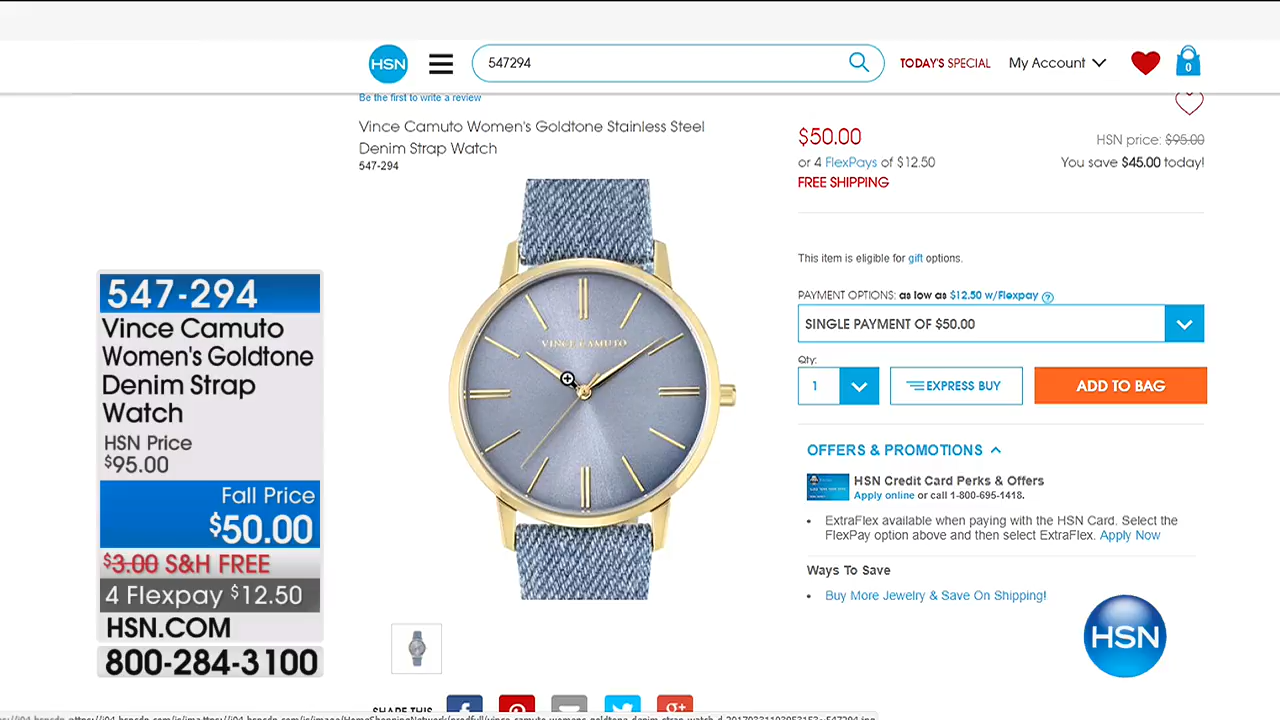 HSN
547294
TODAY'S SPECIAL
My Account
0
Be the first to write a review
Vince Camuto Women's Goldtone Stainless Steel
Denim Strap Watch
547-294
$50.00
HSN price: $95.00
or 4 FlexPays of $12.50
You save $45.00 today!
FREE SHIPPING
This item is eligible for gift options.
PAYMENT OPTIONS: as low as $12.50 w/Flexpay ?
SINGLE PAYMENT OF $50.00
Qty:
1
EXPRESS BUY
ADD TO BAG
OFFERS & PROMOTIONS
HSN Credit Card Perks & Offers
Apply online or call 1-800-695-1418.
• ExtraFlex available when paying with the HSN Card. Select the
FlexPay option above and then select ExtraFlex. Apply Now
Ways To Save
• Buy More Jewelry & Save On Shipping!
VINCE CAMUTO
547-294
Vince Camuto
Women's Goldtone
Denim Strap
Watch
HSN Price
$95.00
Fall Price
$50.00
$3.00 S&H FREE
4 Flexpay $12.50
HSN.COM
800-284-3100
HSN
SHARE THIS